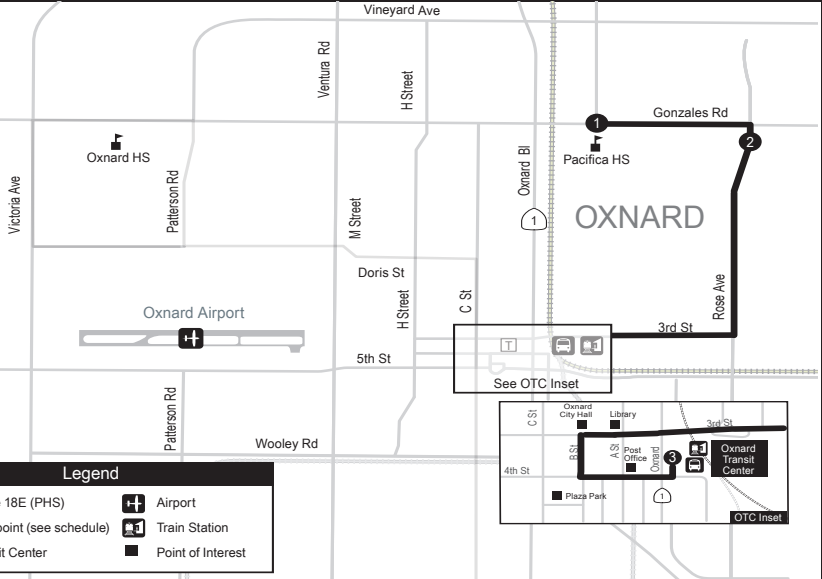 Vineyard Ave
Ventura Rd
H Street
Gonzales Rd
1
2
Oxnard HS
Pacifica HS
Victoria Ave
Patterson Rd
M Street
Oxnard Bl
1
OXNARD
Doris St
H Street
C St
Rose Ave
Oxnard Airport
3rd St
T
5th St
See OTC Inset
Patterson Rd
Wooley Rd
C St
Oxnard
City Hall
Library
3rd St
B St
A St
Post
Office
Oxnard
3
Oxnard
Transit
Center
4th St
Plaza Park
1
OTC Inset
Legend
18E (PHS)
Airport
point (see schedule)
Train Station
it Center
Point of Interest